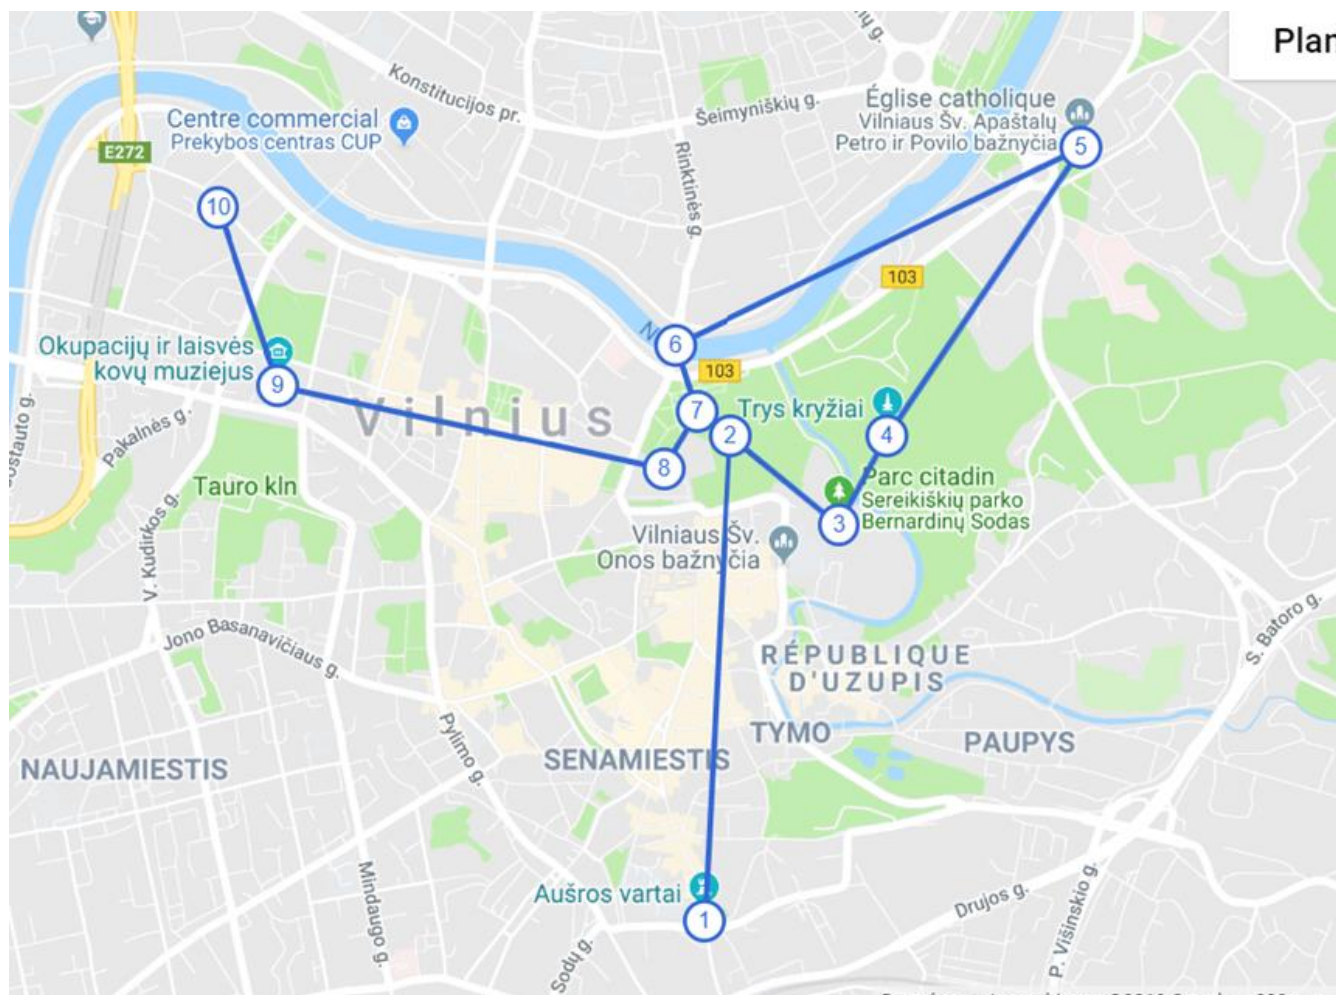 Plan
Konstitucijos pr.
Šeimyniškių g.
Centre commercial
Prekybos centras CUP
Église catholique
Vilniaus Šv. Apaštalų
Petro ir Povilo bažnyčia
5
E272
Rinktinės g.
10
103
Okupacijų ir laisvės
kovų muziejus
9
6
103
Pakalnės g.
Vilnius
7
2
Trys kryžiai
4
8
Tauro kln
Parc citadin
Sereikiškių parko
Bernardinų Sodas
3
V. Kudirkos g.
Vilniaus Šv.
Onos bažnyčia
Jono Basanavičiaus g.
S. Batoro g.
RÉPUBLIQUE
D'UZUPIS
TYMO
PAUPYS
Pylimo g.
NAUJAMIESTIS
SENAMIESTIS
Mindaugo g.
Aušros vartai
1
Drujos g.
P. Višinskio g.
Sodų g.